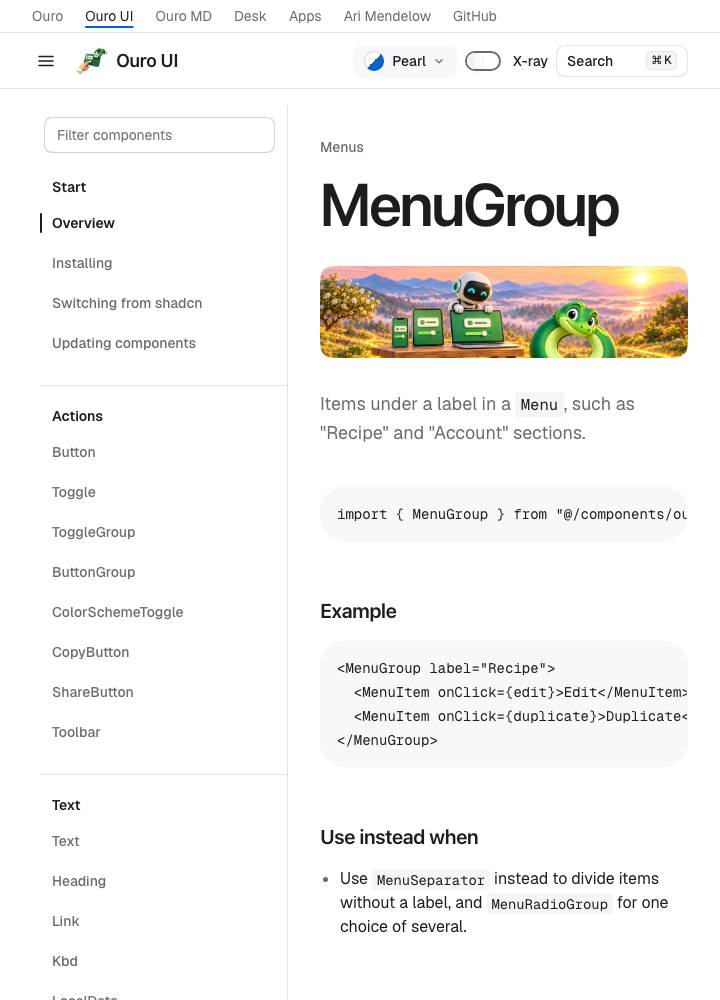 Ouro Ouro UI Ouro MD Desk Apps Ari Mendelow GitHub
Ouro UI
Pearl
X-ray
Search ⌘ K
Filter components
Start
Overview
Installing
Switching from shadcn
Updating components
Actions
Button
Toggle
ToggleGroup
ButtonGroup
ColorSchemeToggle
CopyButton
ShareButton
Toolbar
Text
Text
Heading
Link
Kbd
Menus
MenuGroup
Items under a label in a Menu, such as
"Recipe" and "Account" sections.
import { MenuGroup } from "@/components/ou
Example
<MenuGroup label="Recipe">
  <MenuItem onClick={edit}>Edit</MenuItem>
  <MenuItem onClick={duplicate}>Duplicate<
</MenuGroup>
Use instead when
• Use MenuSeparator instead to divide items
without a label, and MenuRadioGroup for one
choice of several.